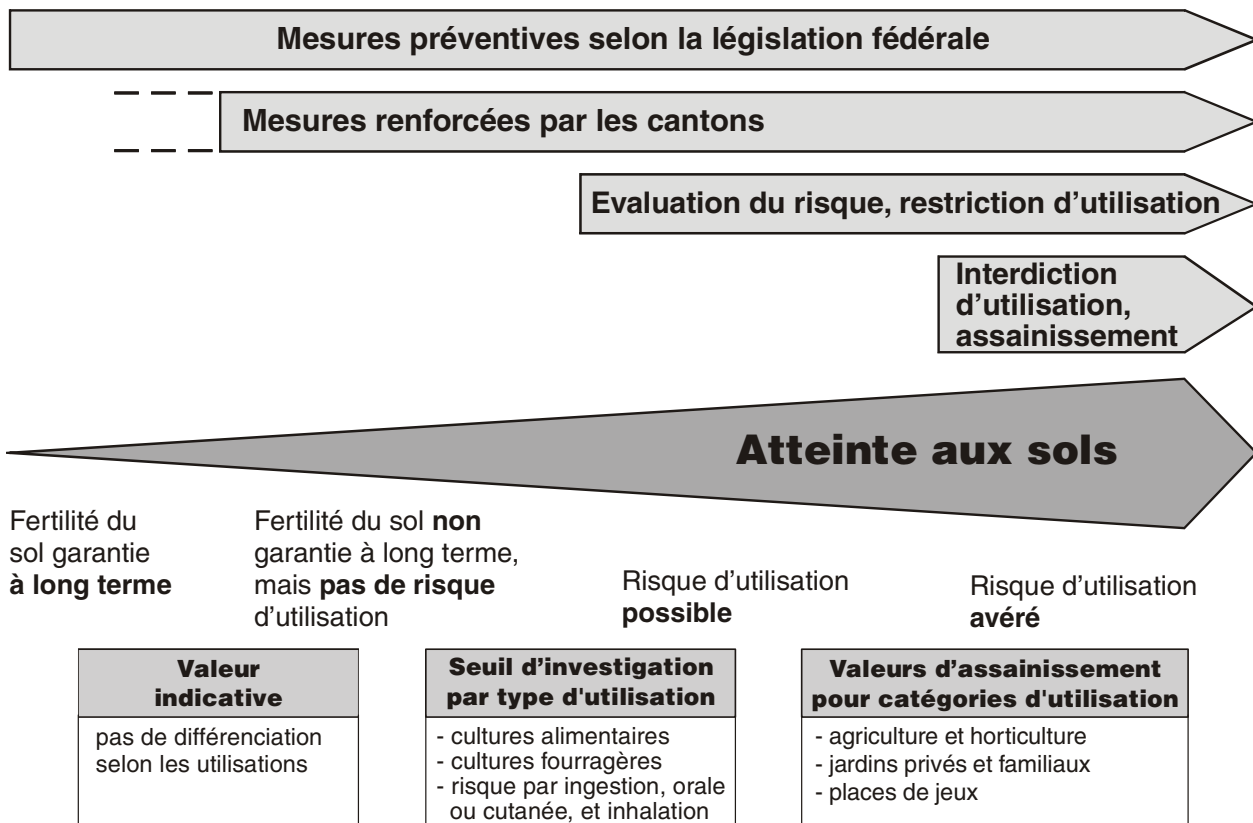 Mesures préventives selon la législation fédérale
Mesures renforcées par les cantons
Evaluation du risque, restriction d’utilisation
Interdiction
d’utilisation,
assainissement
Atteinte aux sols
Fertilité du
sol garantie
à long terme
Fertilité du sol non
garantie à long terme,
mais pas de risque
d’utilisation
Risque d’utilisation
possible
Risque d’utilisation
avéré
Valeur
indicative
pas de différenciation
selon les utilisations
Seuil d’investigation
par type d'utilisation
- cultures alimentaires
- cultures fourragères
- risque par ingestion, orale
ou cutanée, et inhalation
Valeurs d’assainissement
pour catégories d'utilisation
- agriculture et horticulture
- jardins privés et familiaux
- places de jeux